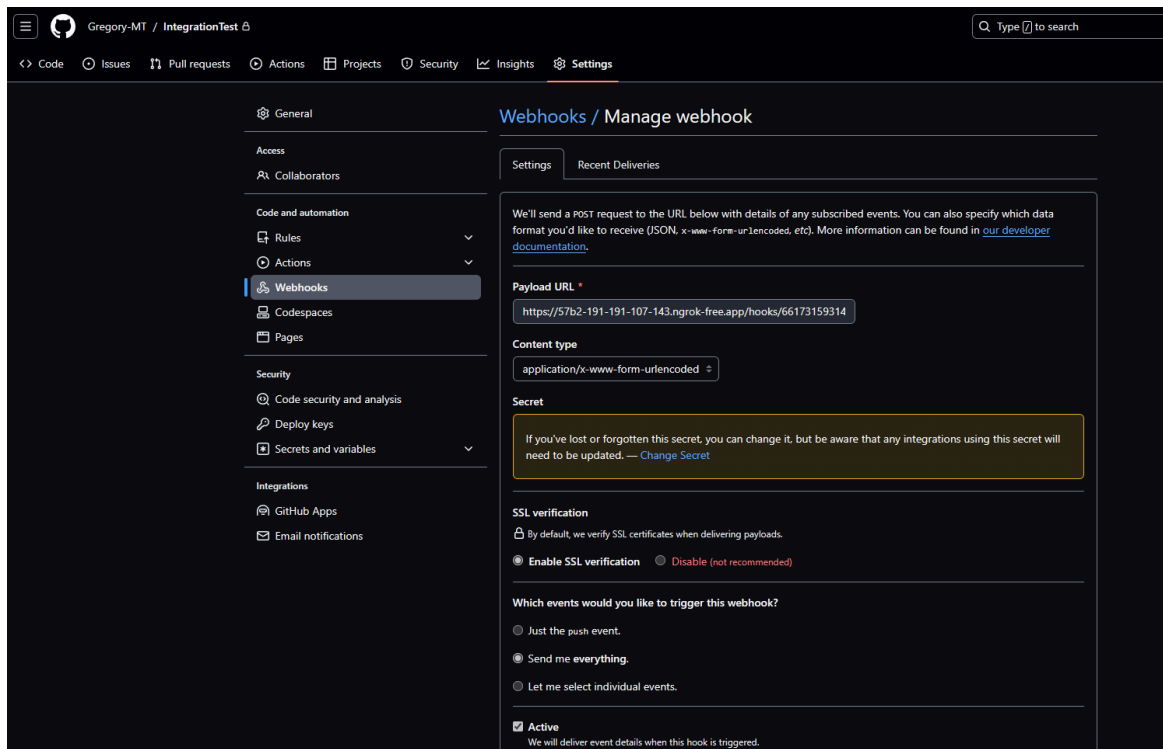 Gregory-MT / IntegrationTest
Type / to search
Code
Issues
Pull requests
Actions
Projects
Security
Insights
Settings
General
Access
Collaborators
Code and automation
Rules
Actions
Webhooks
Codespaces
Pages
Security
Code security and analysis
Deploy keys
Secrets and variables
Integrations
GitHub Apps
Email notifications
Webhooks / Manage webhook
Settings
Recent Deliveries
We'll send a POST request to the URL below with details of any subscribed events. You can also specify which data
format you'd like to receive (JSON, x-www-form-urlencoded, etc). More information can be found in our developer
documentation.
Payload URL *
https://57b2-191-191-107-143.ngrok-free.app/hooks/66173159314
Content type
application/x-www-form-urlencoded
Secret
If you've lost or forgotten this secret, you can change it, but be aware that any integrations using this secret will
need to be updated. — Change Secret
SSL verification
By default, we verify SSL certificates when delivering payloads.
Enable SSL verification
Disable (not recommended)
Which events would you like to trigger this webhook?
Just the push event.
Send me everything.
Let me select individual events.
Active
We will deliver event details when this hook is triggered.